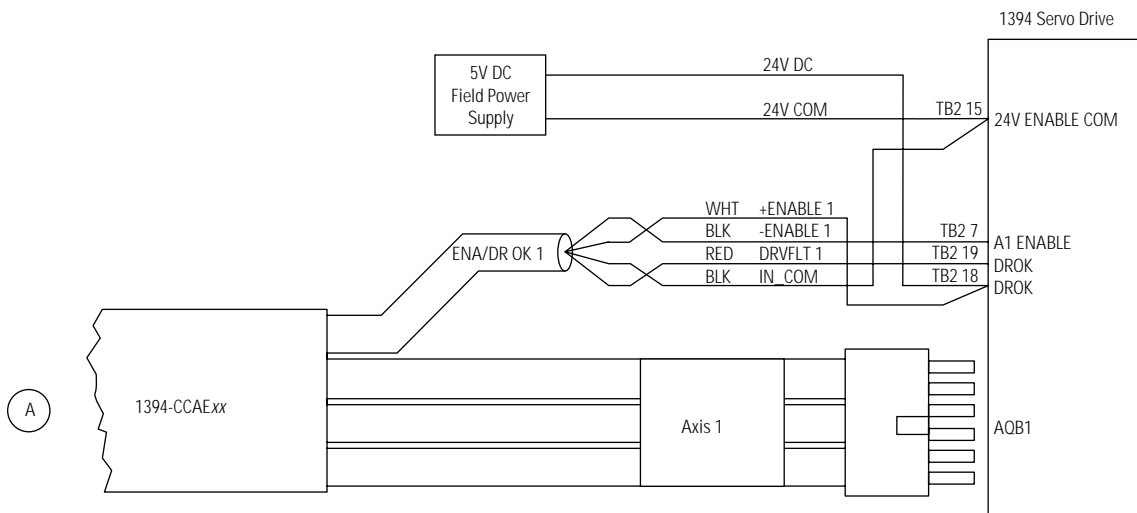 1394 Servo Drive
5V DC
Field Power
Supply
24V DC
24V COM
TB2 15
24V ENABLE COM
WHT +ENABLE 1
BLK -ENABLE 1
TB2 7
A1 ENABLE
RED DRVFLT 1
TB2 19
DROK
BLK IN_COM
TB2 18
DROK
ENA/DR OK 1
A
1394-CCAExx
Axis 1
AQB1